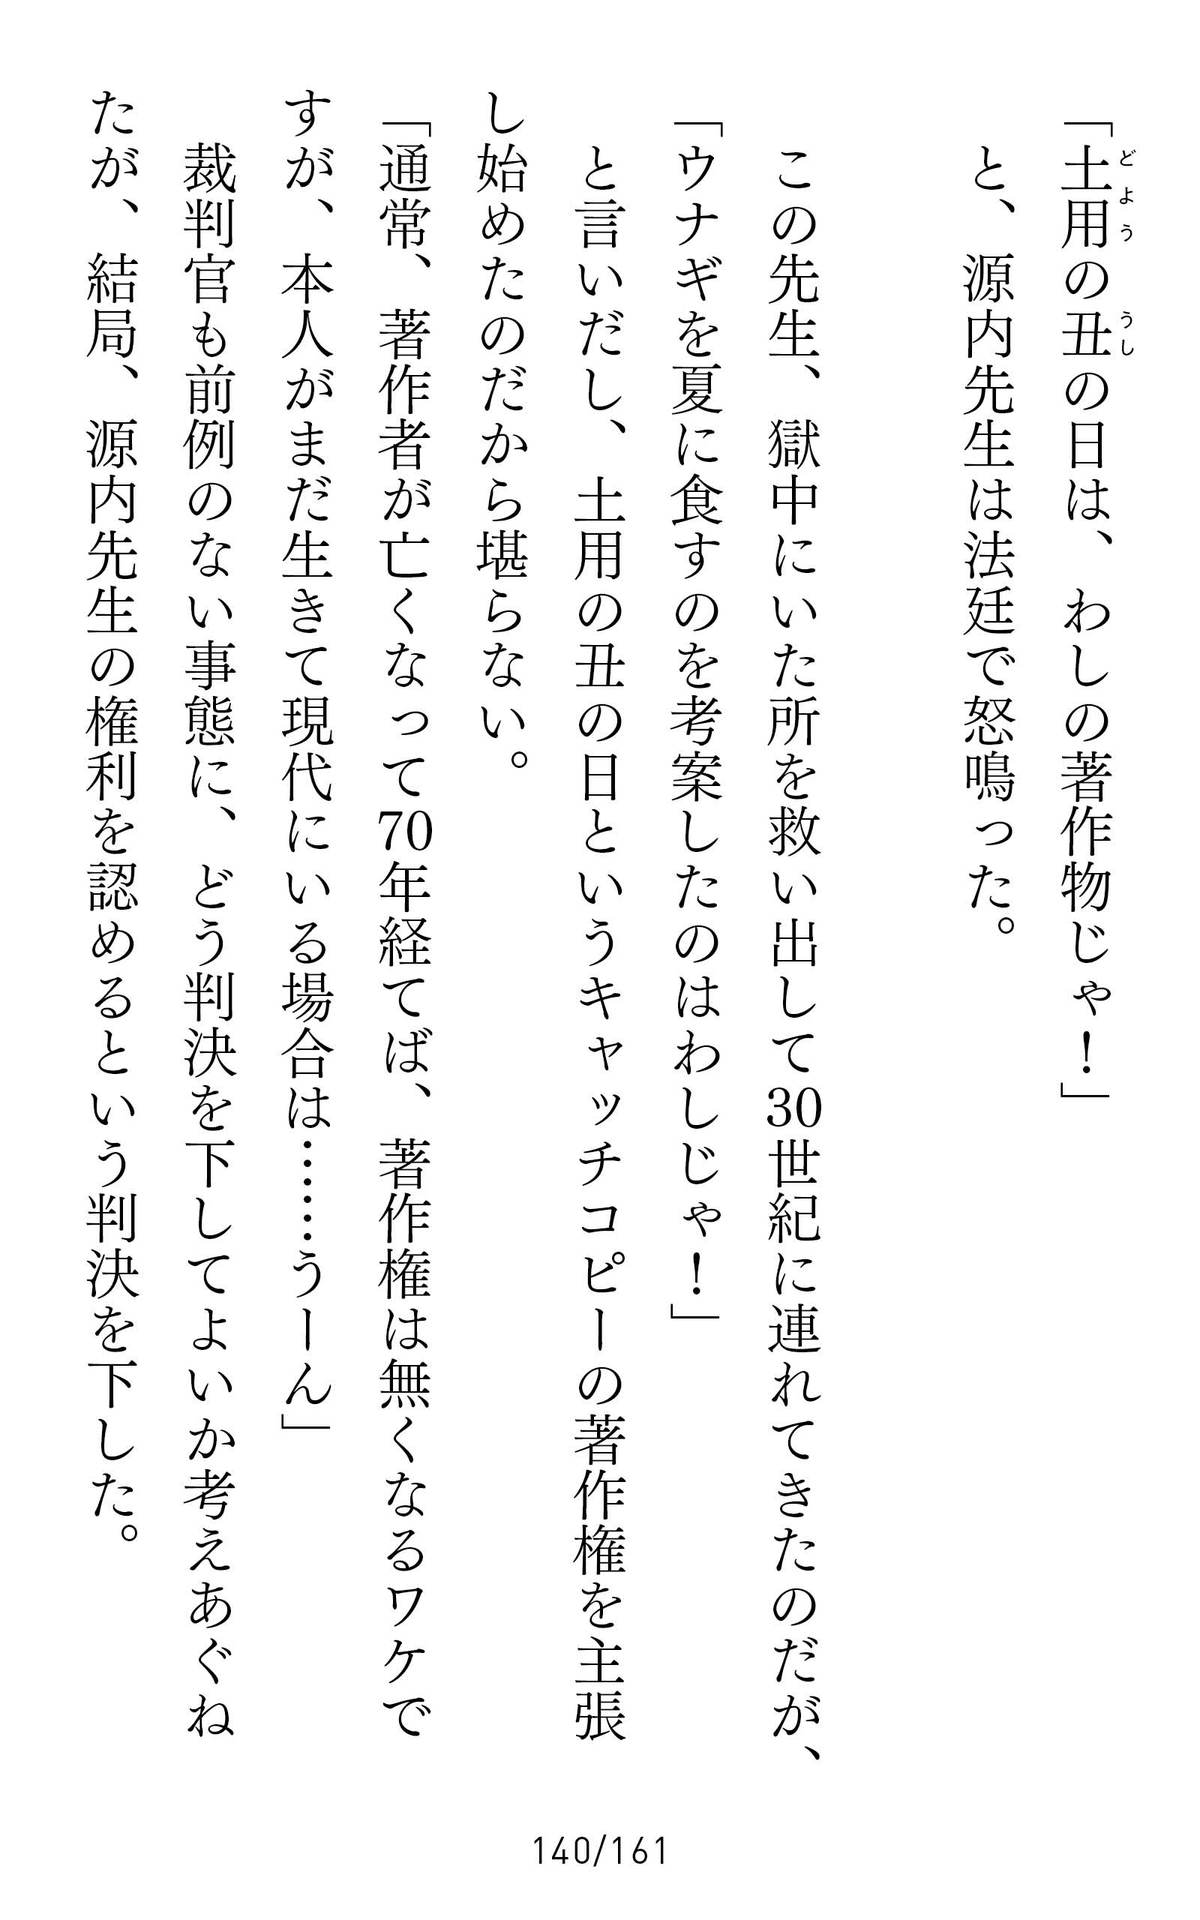 「土用の丑の日は、わしの著作物じゃ！」
と、源内先生は法廷で怒鳴った。
この先生、獄中にいた所を救い出して30世紀に連れてきたのだが、
「ウナギを夏に食すのを考案したのはわしじゃ！」
と言いだし、土用の丑の日というキャッチコピーの著作権を主張
し始めたのだから堪らない。
「通常、著作者が亡くなって70年経てば、著作権は無くなるワケで
すが、本人がまだ生きて現代にいる場合は……うーん」
裁判官も前例のない事態に、どう判決を下してよいか考えあぐね
たが、結局、源内先生の権利を認めるという判決を下した。
140/161